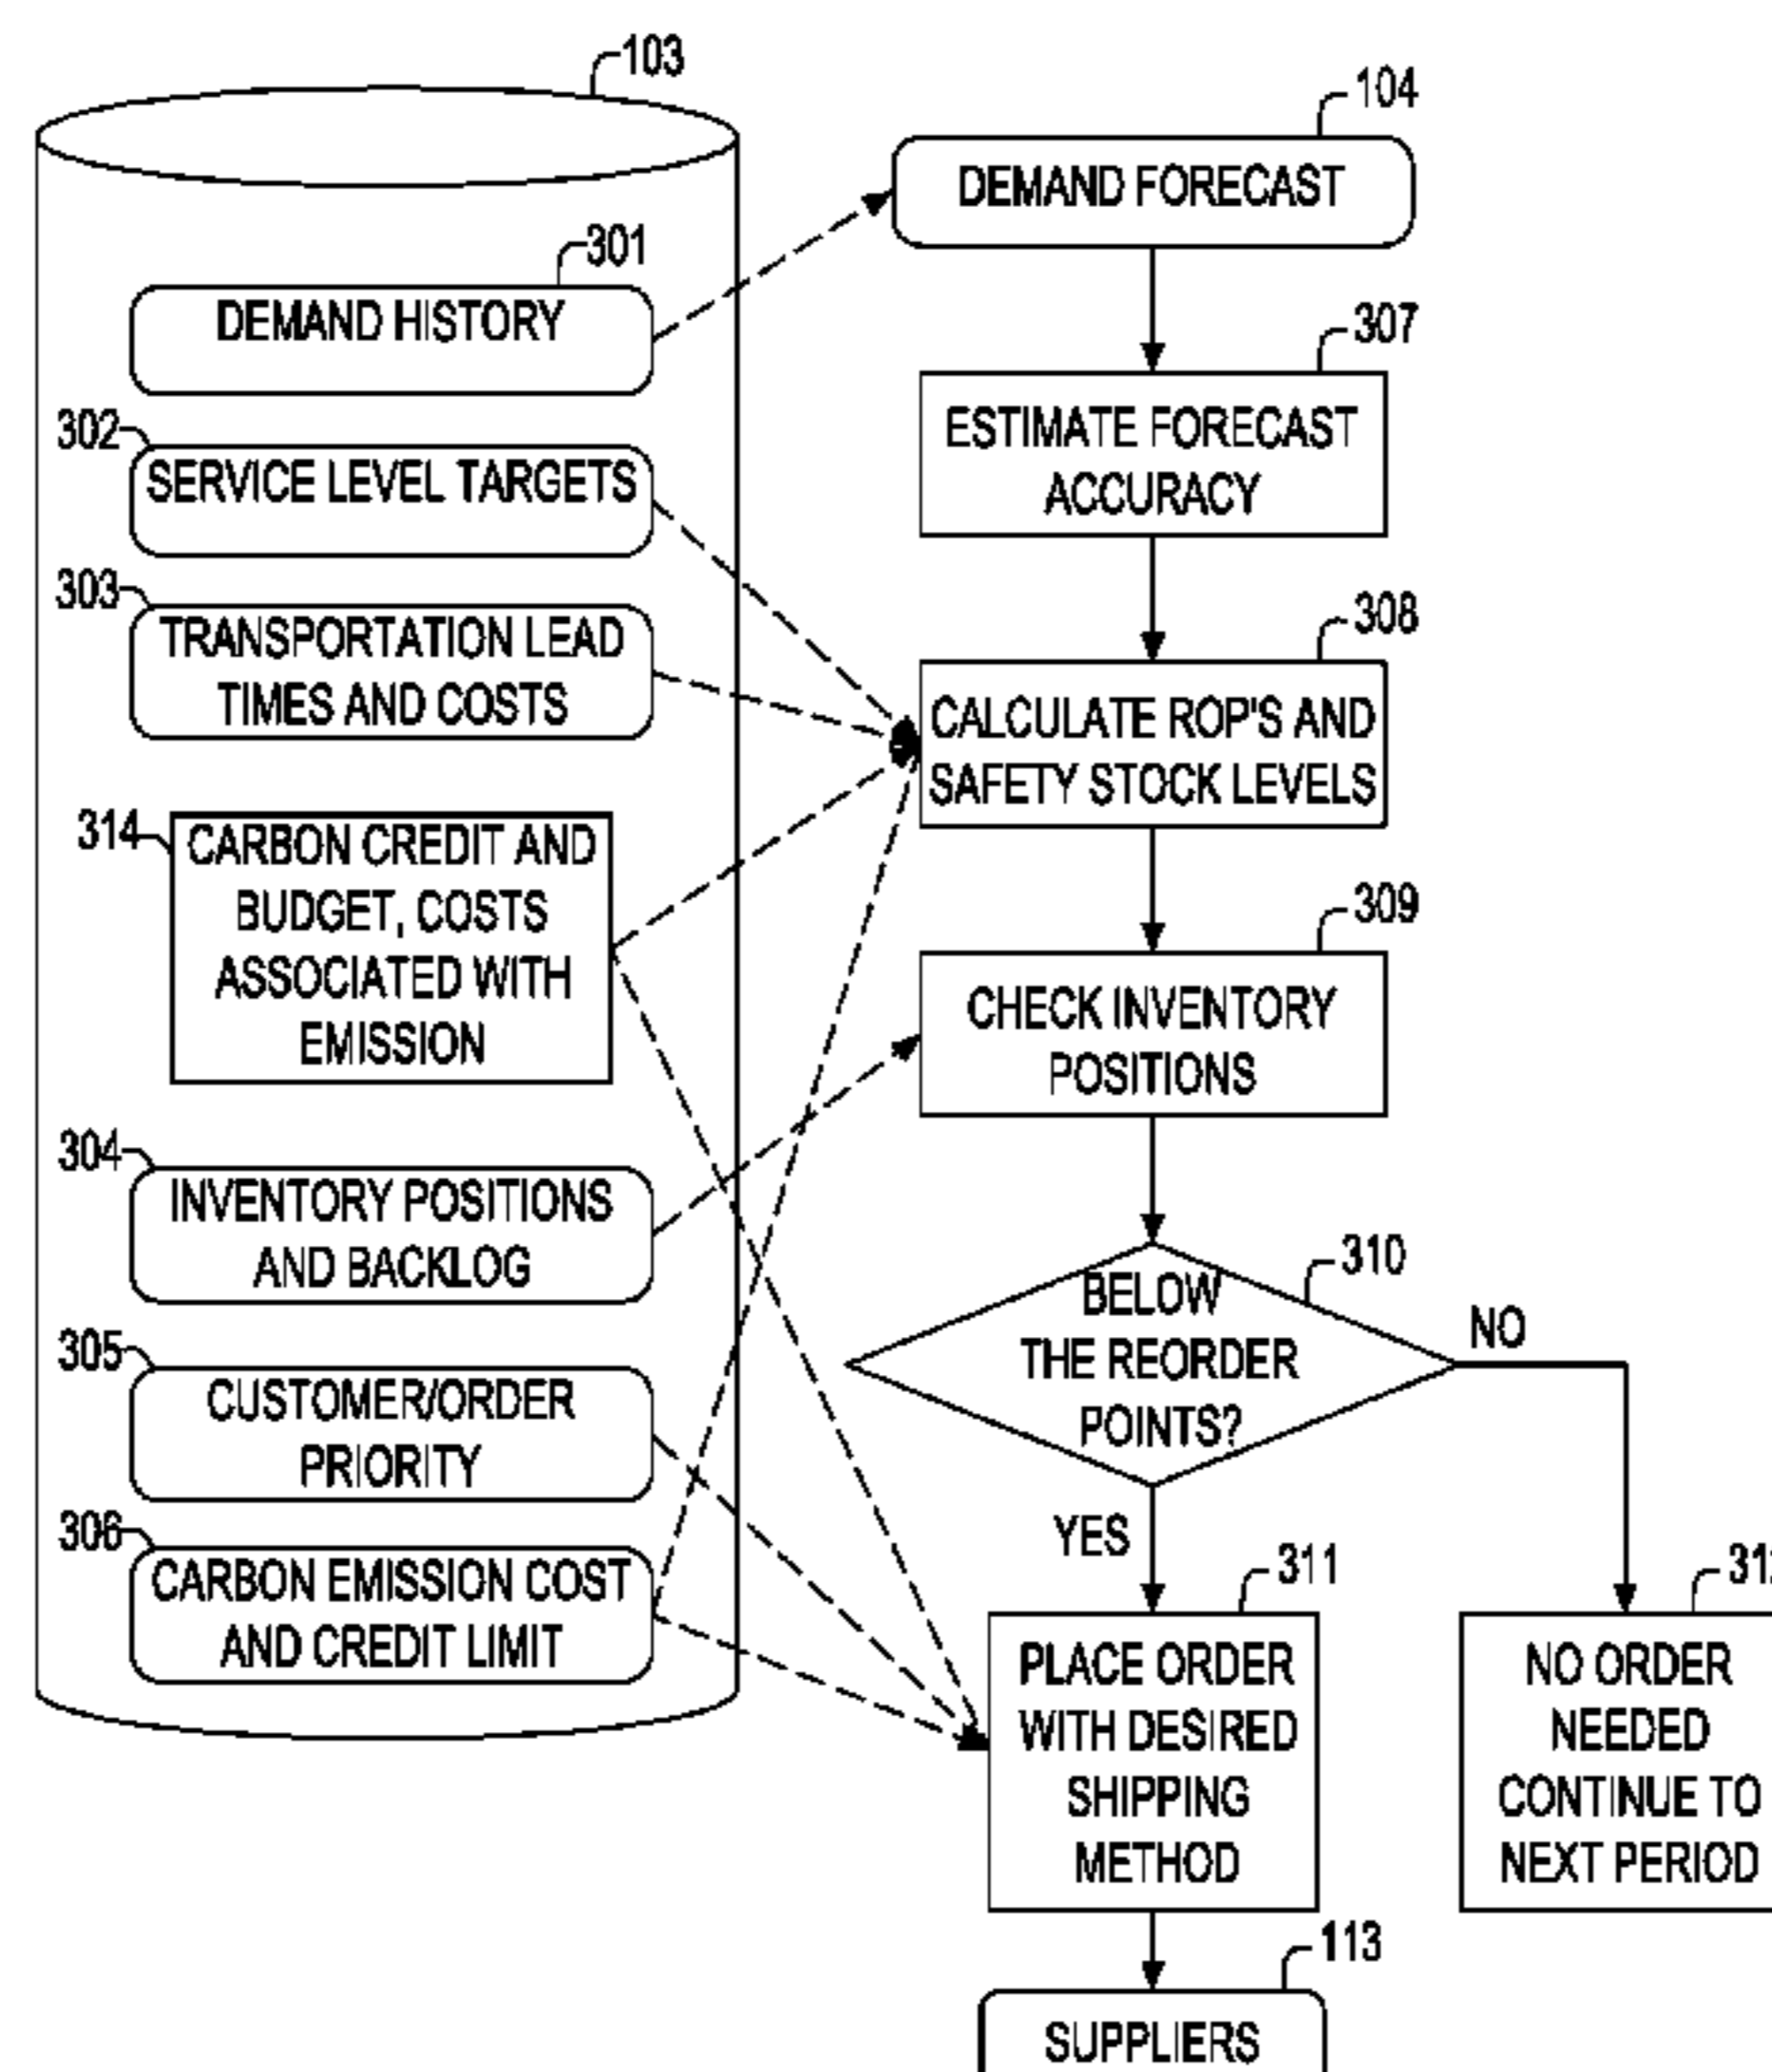 103
104
DEMAND FORECAST
301
DEMAND HISTORY
307
ESTIMATE FORECAST
ACCURACY
302
SERVICE LEVEL TARGETS
303
TRANSPORTATION LEAD
TIMES AND COSTS
308
CALCULATE ROP'S AND
SAFETY STOCK LEVELS
314
CARBON CREDIT AND
BUDGET, COSTS
ASSOCIATED WITH
EMISSION
309
CHECK INVENTORY
POSITIONS
304
INVENTORY POSITIONS
AND BACKLOG
310
BELOW
THE REORDER
POINTS?
NO
YES
305
CUSTOMER/ORDER
PRIORITY
306
CARBON EMISSION COST
AND CREDIT LIMIT
311
PLACE ORDER
WITH DESIRED
SHIPPING
METHOD
NO ORDER
NEEDED
CONTINUE TO
NEXT PERIOD
113
SUPPLIERS